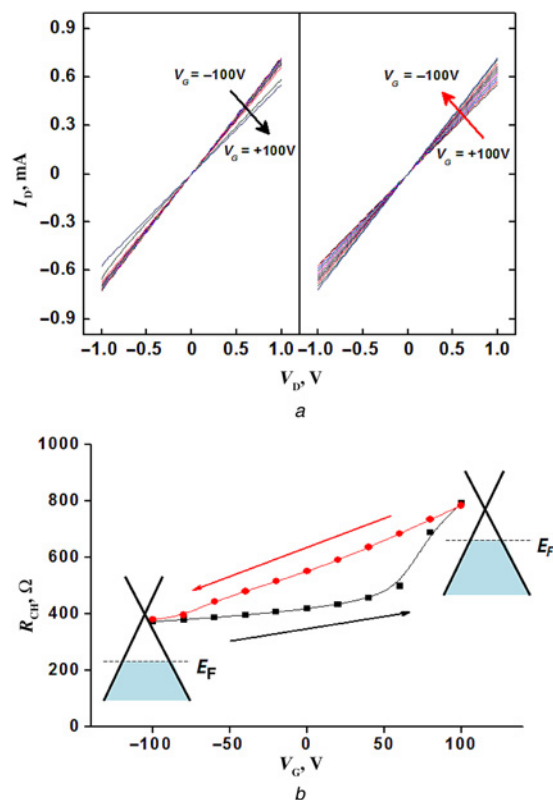 0.9
0.6
0.3
0
−0.3
−0.6
−0.9
I_D, mA
V_G = −100V
V_G = +100V
V_G = −100V
V_G = +100V
−1.0 −0.5 0 0.5 1.0 −1.0 −0.5 0 0.5 1.0
V_D, V
a
1000
800
600
400
200
0
R_CH, Ω
E_F
E_F
−100 −50 0 50 100
V_G, V
b